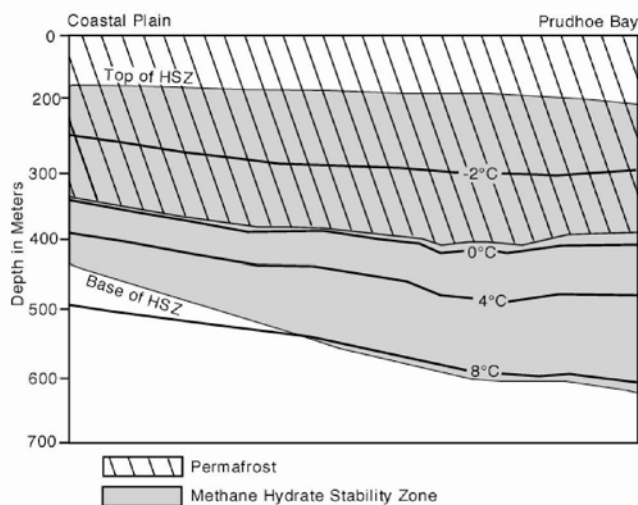 Coastal Plain Prudhoe Bay
0
Top of HSZ
200
-2°C
300
400
0°C
4°C
Base of HSZ
500
8°C
600
700
Depth in Meters
Permafrost
Methane Hydrate Stability Zone